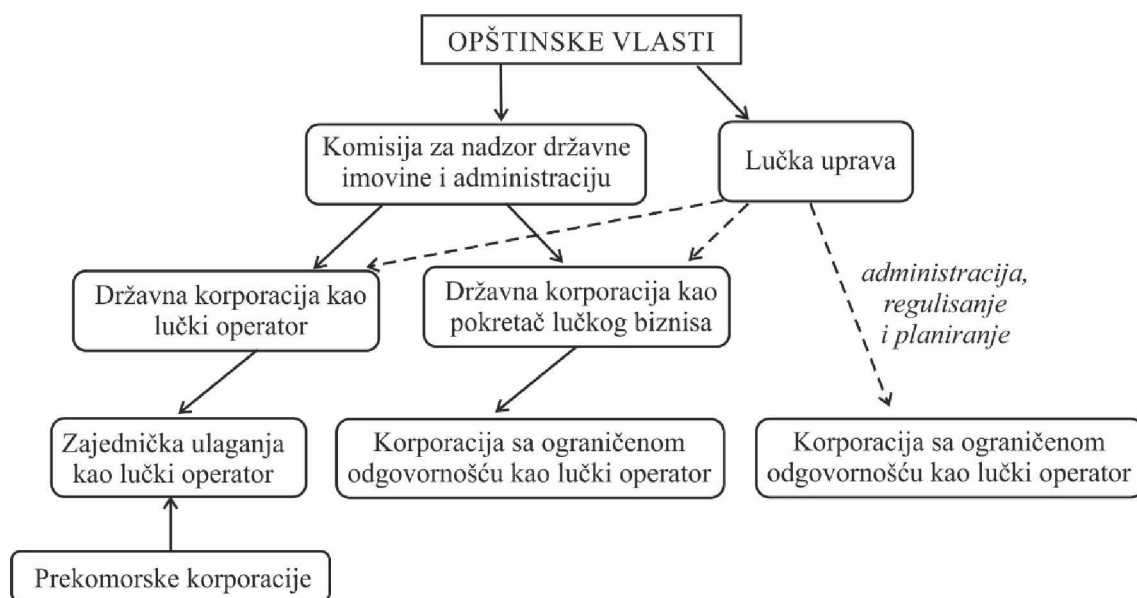 OPŠTINSKE VLASTI
Komisija za nadzor državne
imovine i administraciju
Lučka uprava
Državna korporacija kao
lučki operator
Državna korporacija kao
pokretač lučkog biznisa
administracija,
regulisanje
i planiranje
Zajednička ulaganja
kao lučki operator
Korporacija sa ograničenom
odgovornošću kao lučki operator
Korporacija sa ograničenom
odgovornošću kao lučki operator
Prekomorske korporacije